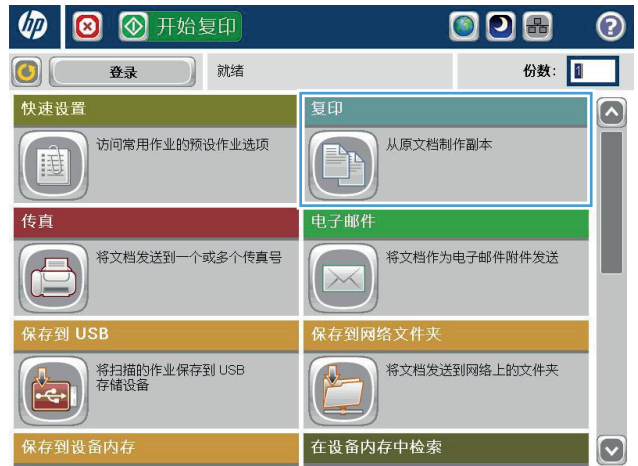 hp
开始复印
?
登录
就绪
份数: 1
快速设置
访问常用作业的预设作业选项
复印
从原文档制作副本
传真
将文档发送到一个或多个传真号
电子邮件
将文档作为电子邮件附件发送
保存到 USB
将扫描的作业保存到 USB
存储设备
保存到网络文件夹
将文档发送到网络上的文件夹
保存到设备内存
在设备内存中检索